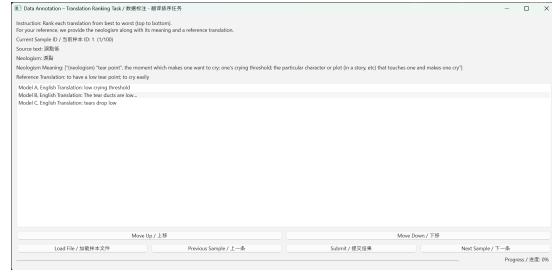 Data Annotation – Translation Ranking Task / 数据标注 - 翻译排序任务
Instruction: Rank each translation from best to worst (top to bottom).
For your reference, we provide the neologism along with its meaning and a reference translation.
Current Sample ID / 当前样本 ID: 1 (1/100)
Source text: 淚點低
Neologism: 淚點
Neologism Meaning: ["(neologism) "tear point", the moment which makes one want to cry; one's crying threshold; the particular character or plot (in a story, etc) that touches one and makes one cry"]
Reference Translation: to have a low tear point; to cry easily
Model A, English Translation: low crying threshold
Model B, English Translation: The tear ducts are low...
Model C, English Translation: tears drop low
Move Up / 上移
Move Down / 下移
Load File / 加载样本文件
Previous Sample / 上一条
Submit / 提交结果
Next Sample / 下一条
Progress / 进度: 0%